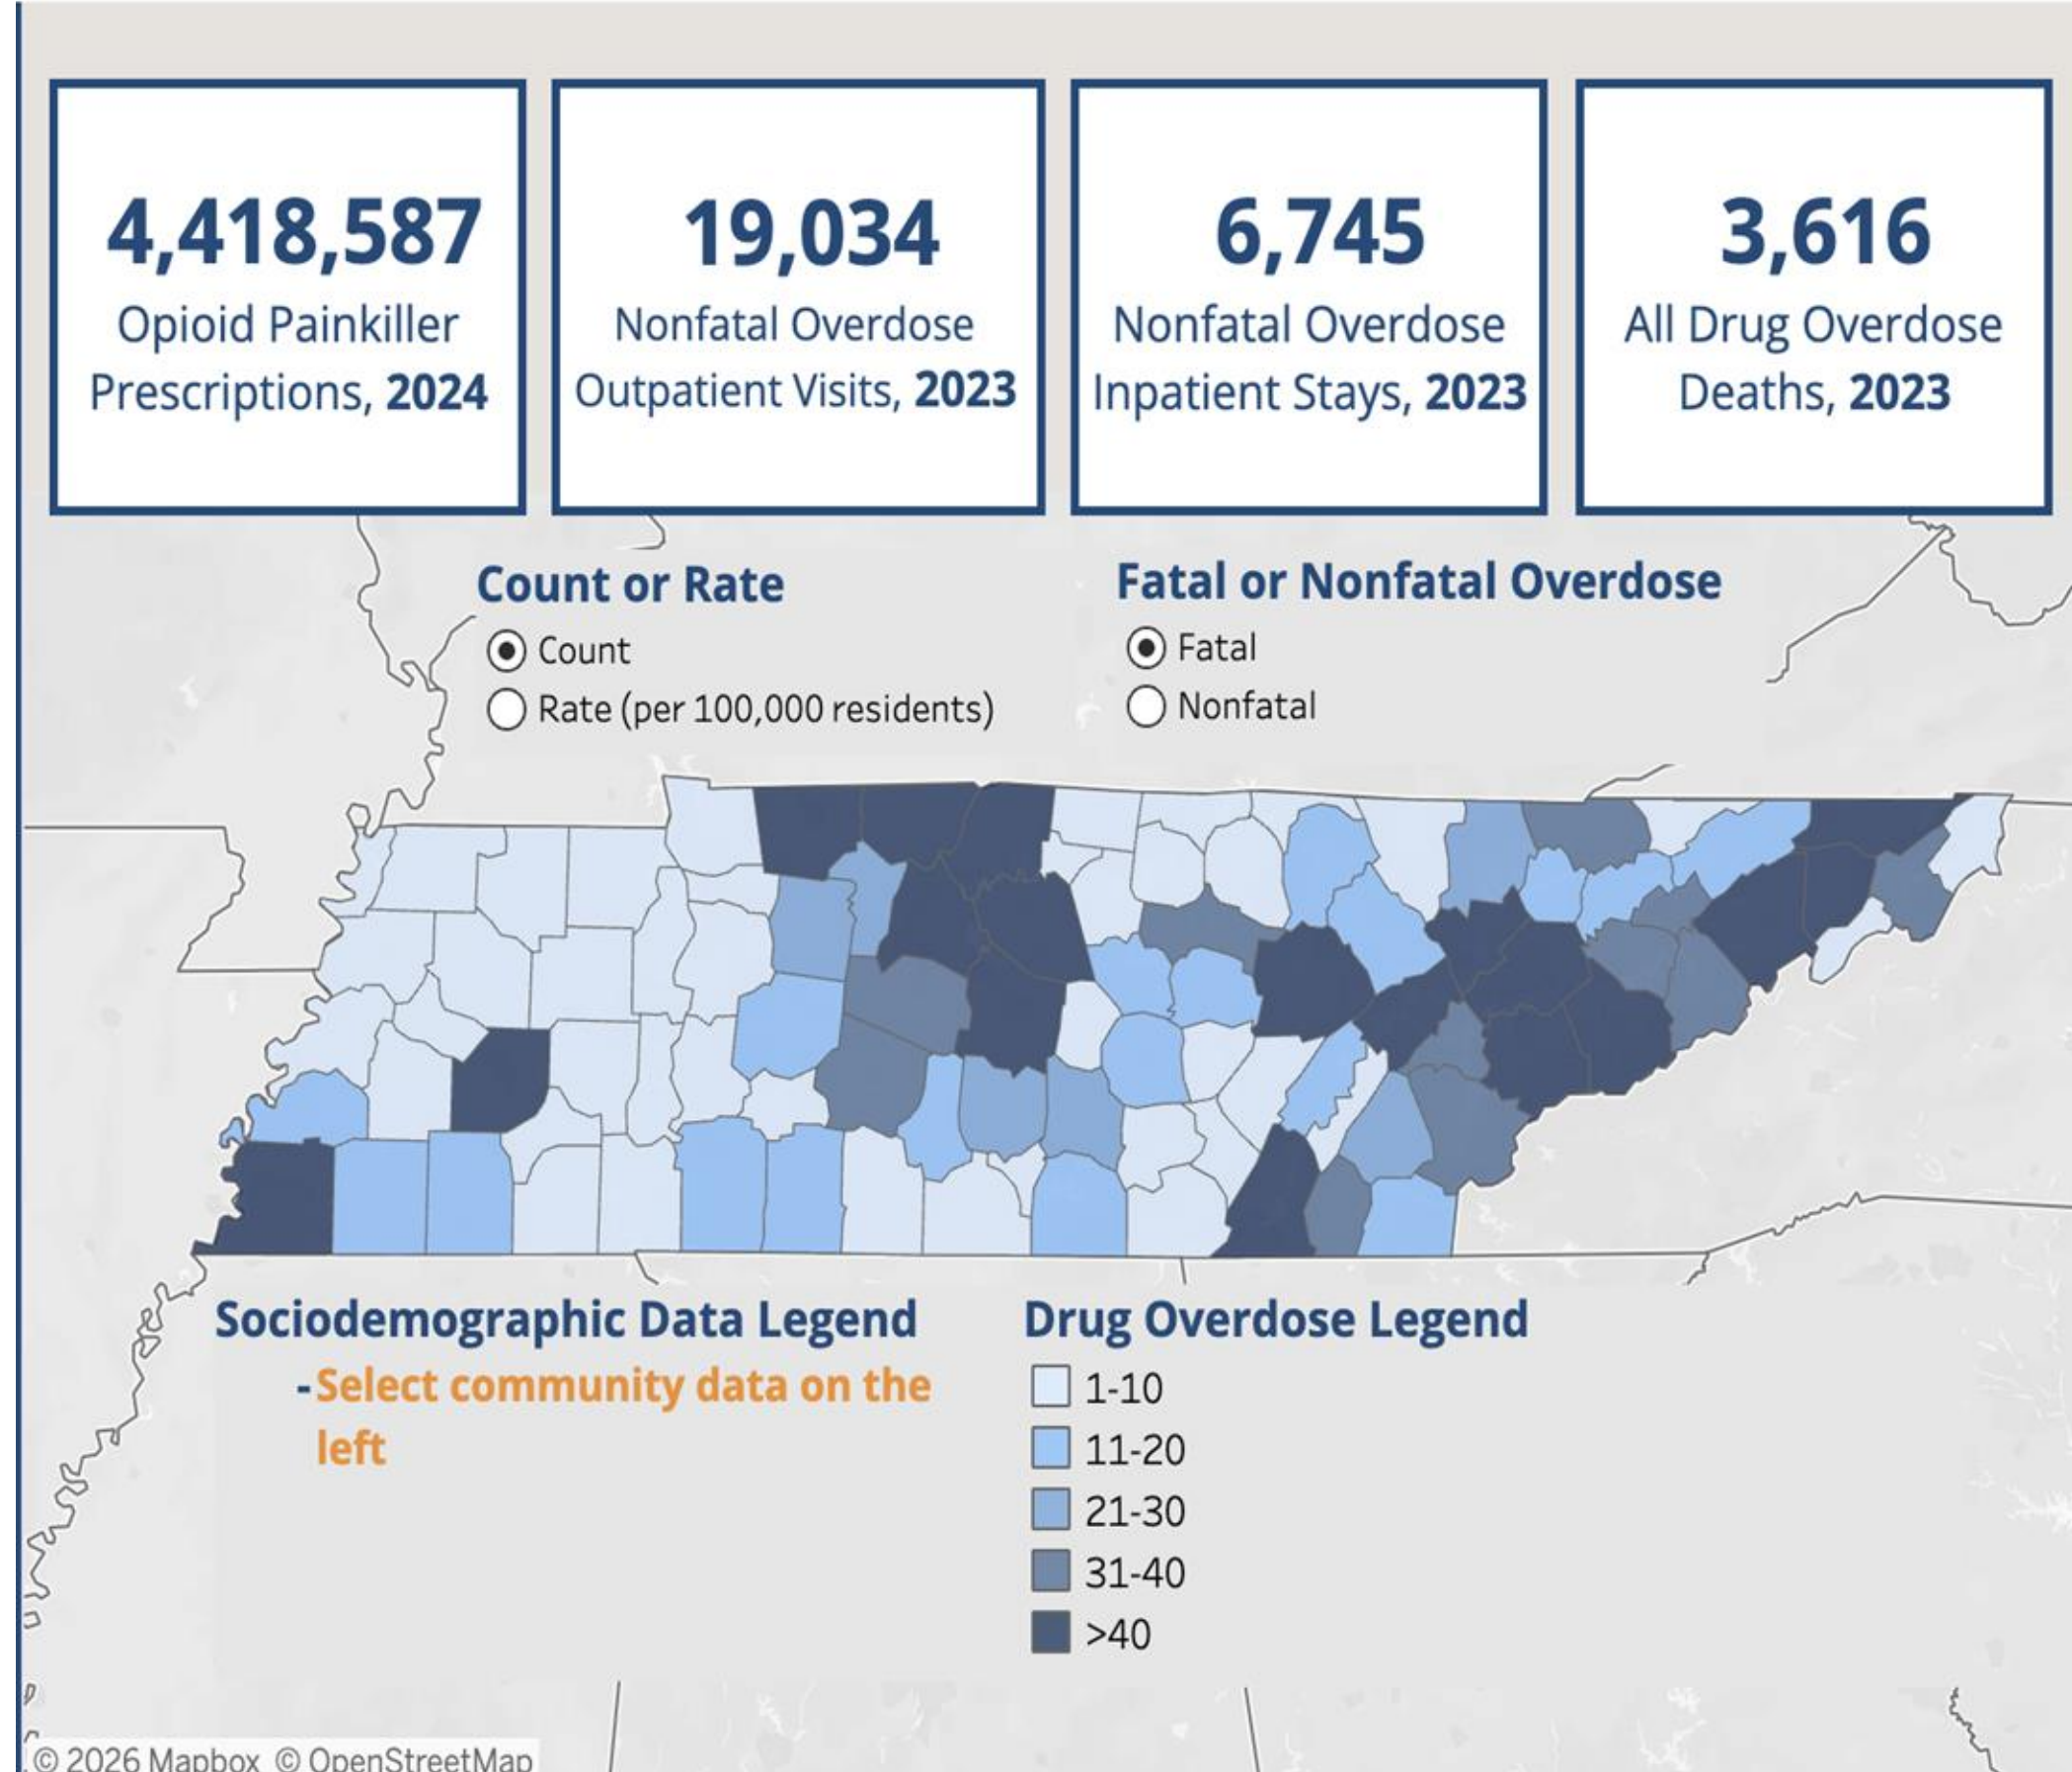 4,418,587
Opioid Painkiller
Prescriptions, 2024
19,034
Nonfatal Overdose
Outpatient Visits, 2023
6,745
Nonfatal Overdose
Inpatient Stays, 2023
3,616
All Drug Overdose
Deaths, 2023
Count or Rate
Count
Rate (per 100,000 residents)
Fatal or Nonfatal Overdose
Fatal
Nonfatal
Sociodemographic Data Legend
-Select community data on the
left
Drug Overdose Legend
1-10
11-20
21-30
31-40
>40
© 2026 Mapbox © OpenStreetMap